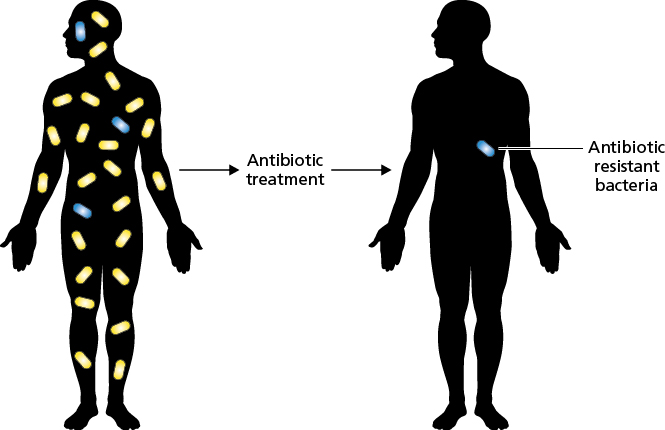 Antibiotic
treatment
Antibiotic
resistant
bacteria